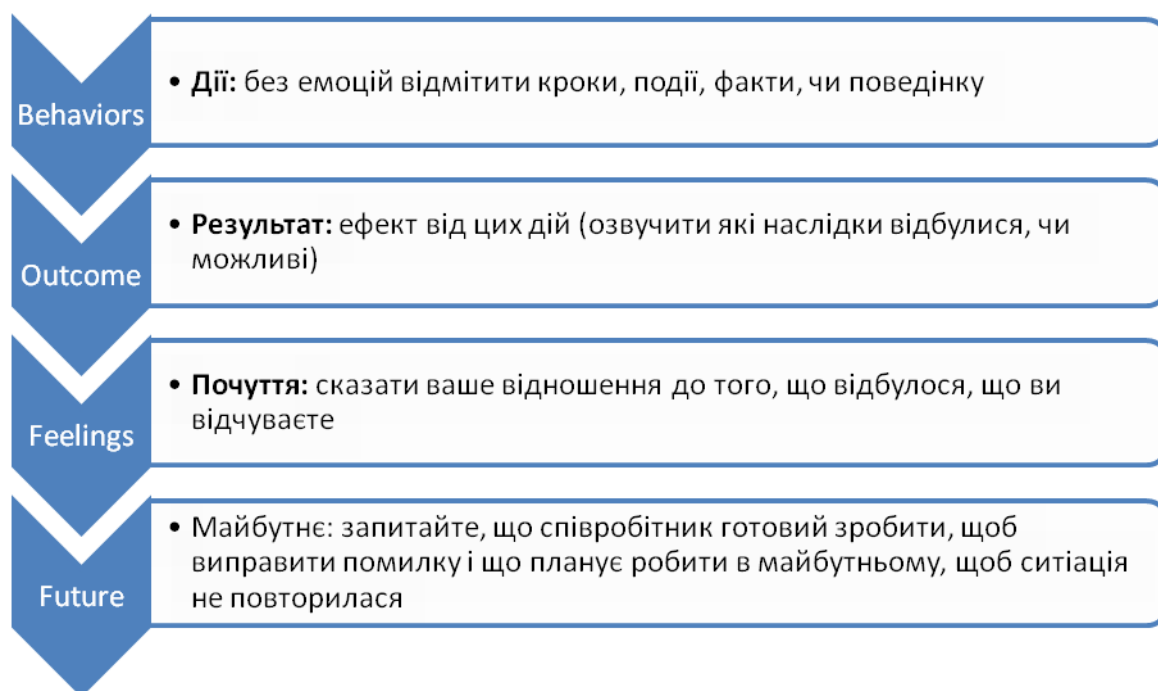 Behaviors
• Дії: без емоцій відмітити кроки, події, факти, чи поведінку
Outcome
• Результат: ефект від цих дій (озвучити які наслідки відбулися, чи
можливі)
Feelings
• Почуття: сказати ваше відношення до того, що відбулося, що ви
відчуваєте
Future
• Майбутнє: запитайте, що співробітник готовий зробити, щоб
виправити помилку і що планує робити в майбутньому, щоб ситіація
не повторилася